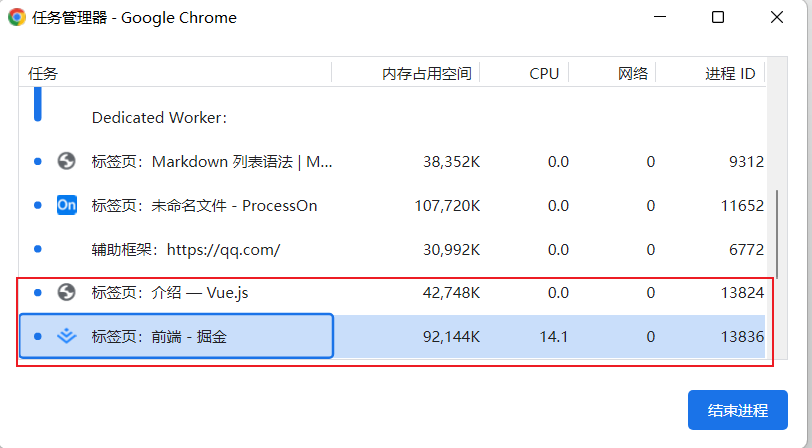 任务管理器 - Google Chrome
任务 内存占用空间 CPU 网络 进程 ID
Dedicated Worker:
标签页：Markdown 列表语法 | M... 38,352K 0.0 0 9312
On 标签页：未命名文件 - ProcessOn 107,720K 0.0 0 11652
辅助框架：https://qq.com/ 30,992K 0.0 0 6772
标签页：介绍 — Vue.js 42,748K 0.0 0 13824
标签页：前端 - 掘金 92,144K 14.1 0 13836
结束进程